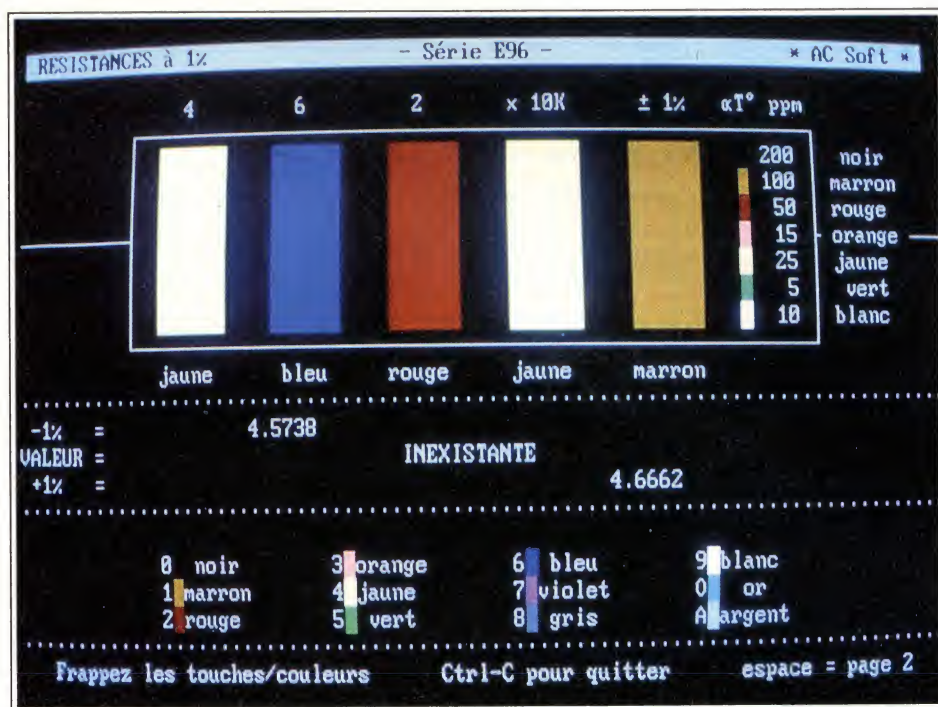 RESISTANCES à 1% - Série E96 - * AC Soft *
4 6 2 x 10K ± 1% αT° ppm
200 noir
100 marron
50 rouge
15 orange
25 jaune
5 vert
10 blanc
jaune bleu rouge jaune marron
-1% = 4.5738
VALEUR = INEXISTANTE
+1% = 4.6662
0 noir 3 orange 6 bleu 9 blanc
1 marron 4 jaune 7 violet O or
2 rouge 5 vert 8 gris A argent
Frappez les touches/couleurs Ctrl-C pour quitter espace = page 2